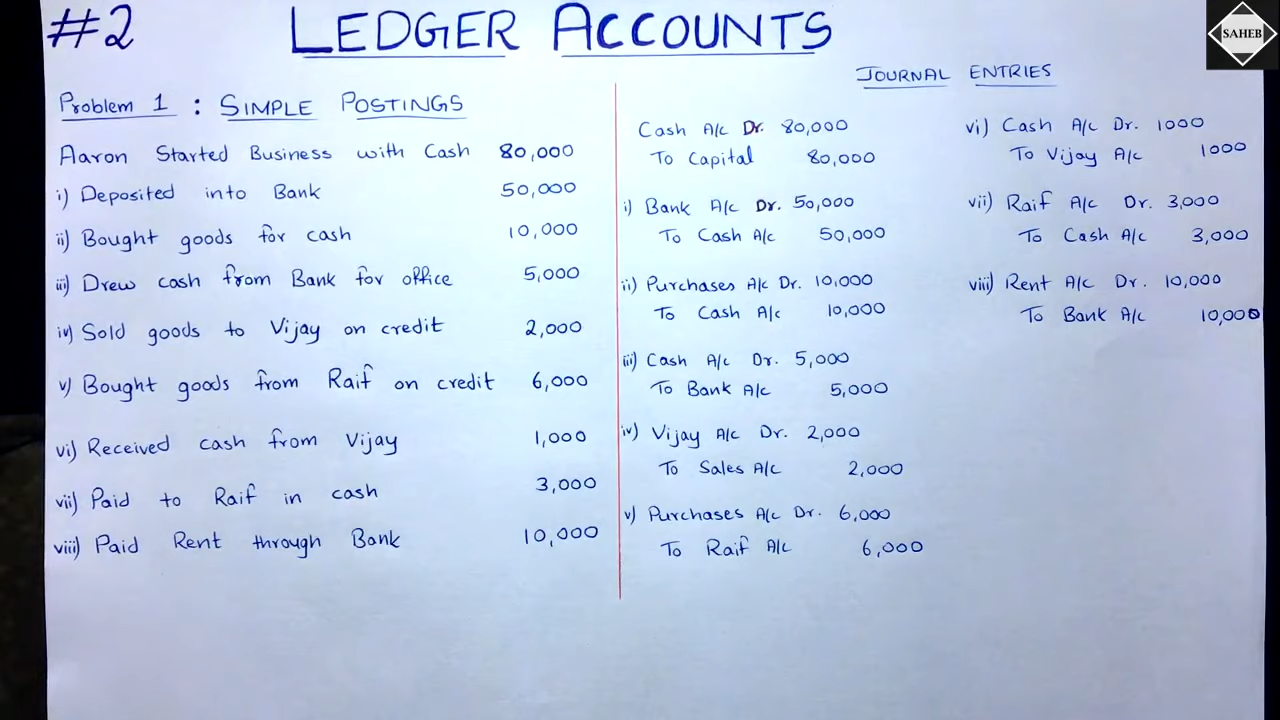 #2 LEDGER ACCOUNTS
SAHEB
Problem 1 : SIMPLE POSTINGS
Aaron Started Business with Cash 80,000
i) Deposited into Bank 50,000
ii) Bought goods for cash 10,000
iii) Drew cash from Bank for office 5,000
iv) Sold goods to Vijay on credit 2,000
v) Bought goods from Raif on credit 6,000
vi) Received cash from Vijay 1,000
vii) Paid to Raif in cash 3,000
viii) Paid Rent through Bank 10,000
JOURNAL ENTRIES
Cash A/c Dr. 80,000
To Capital 80,000
i) Bank A/c Dr. 50,000
To Cash A/c 50,000
ii) Purchases A/c Dr. 10,000
To Cash A/c 10,000
iii) Cash A/c Dr. 5,000
To Bank A/c 5,000
iv) Vijay A/c Dr. 2,000
To Sales A/c 2,000
v) Purchases A/c Dr. 6,000
To Raif A/c 6,000
vi) Cash A/c Dr. 1000
To Vijay A/c 1000
vii) Raif A/c Dr. 3,000
To Cash A/c 3,000
viii) Rent A/c Dr. 10,000
To Bank A/c 10,000